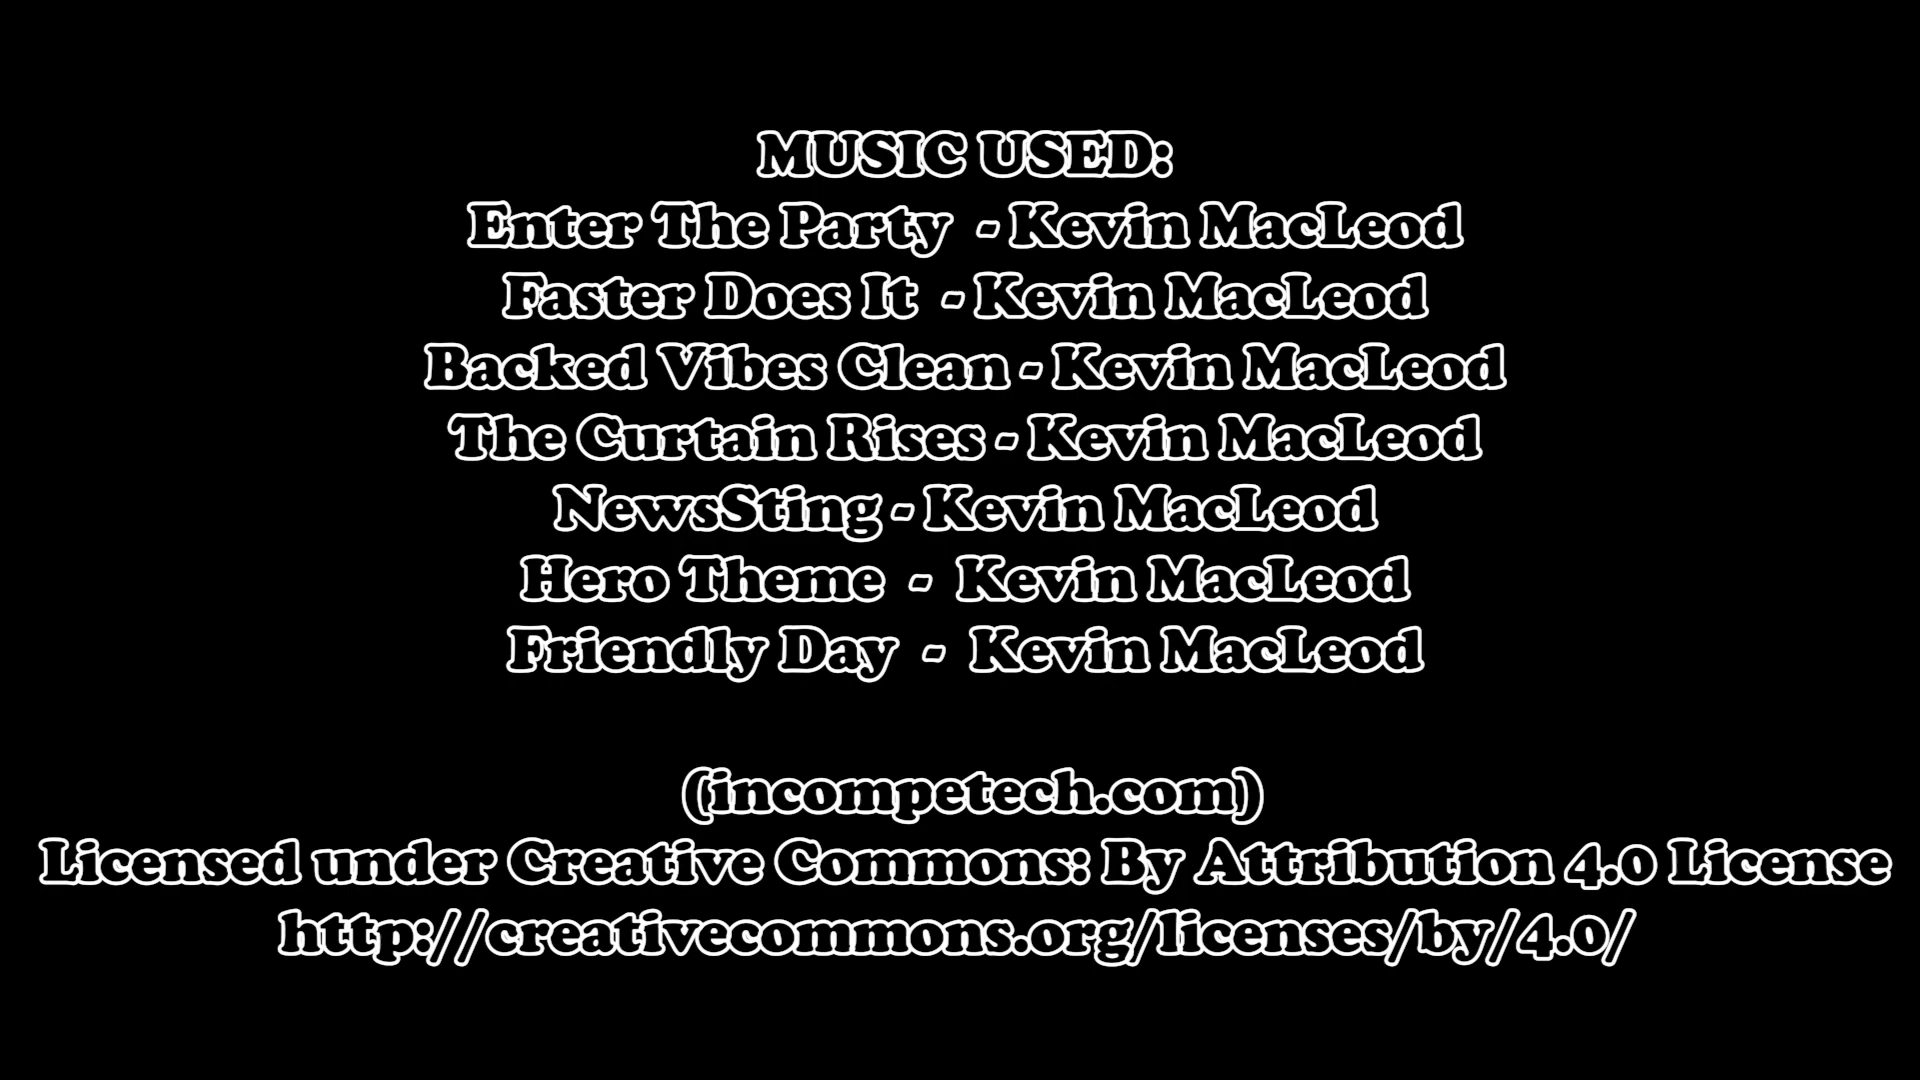 MUSIC USED:
Enter The Party - Kevin MacLeod
Faster Does It - Kevin MacLeod
Backed Vibes Clean - Kevin MacLeod
The Curtain Rises - Kevin MacLeod
NewsSting - Kevin MacLeod
Hero Theme - Kevin MacLeod
Friendly Day - Kevin MacLeod
(incompetech.com)
Licensed under Creative Commons: By Attribution 4.0 License
http://creativecommons.org/licenses/by/4.0/